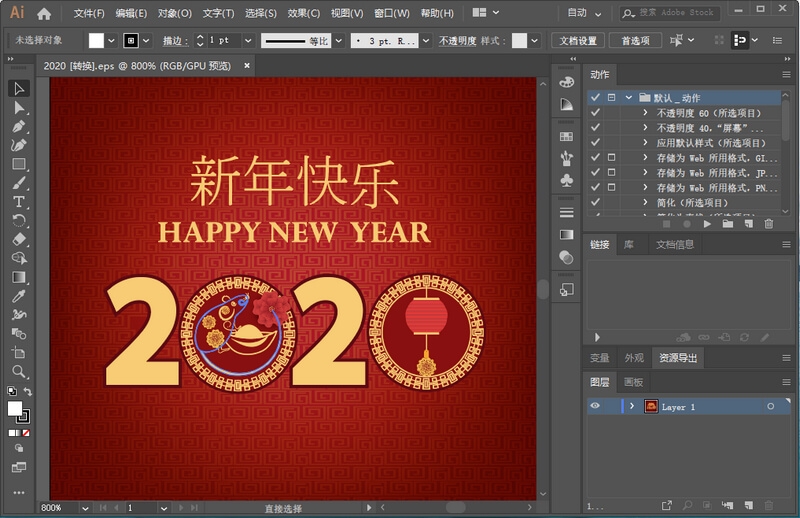 Ai
文件(F) 编辑(E) 对象(O) 文字(T) 选择(S) 效果(C) 视图(V) 窗口(W) 帮助(H)
自动
搜索 Adobe Stock
未选择对象
描边: 1 pt
等比
3 pt. R...
不透明度 样式:
文档设置
首选项
2020 [转换].eps @ 800% (RGB/GPU 预览)
新年快乐
HAPPY NEW YEAR
2020
动作
默认_动作
不透明度 60（所选项目）
不透明度 40，“屏幕”...
应用默认样式（所选项目）
存储为 Web 所用格式，GI...
存储为 Web 所用格式，JP...
存储为 Web 所用格式，PN...
简化（所选项目）
链接 库 文档信息
变量 外观 资源导出
图层 画板
Layer 1
1...
800%
1
直接选择